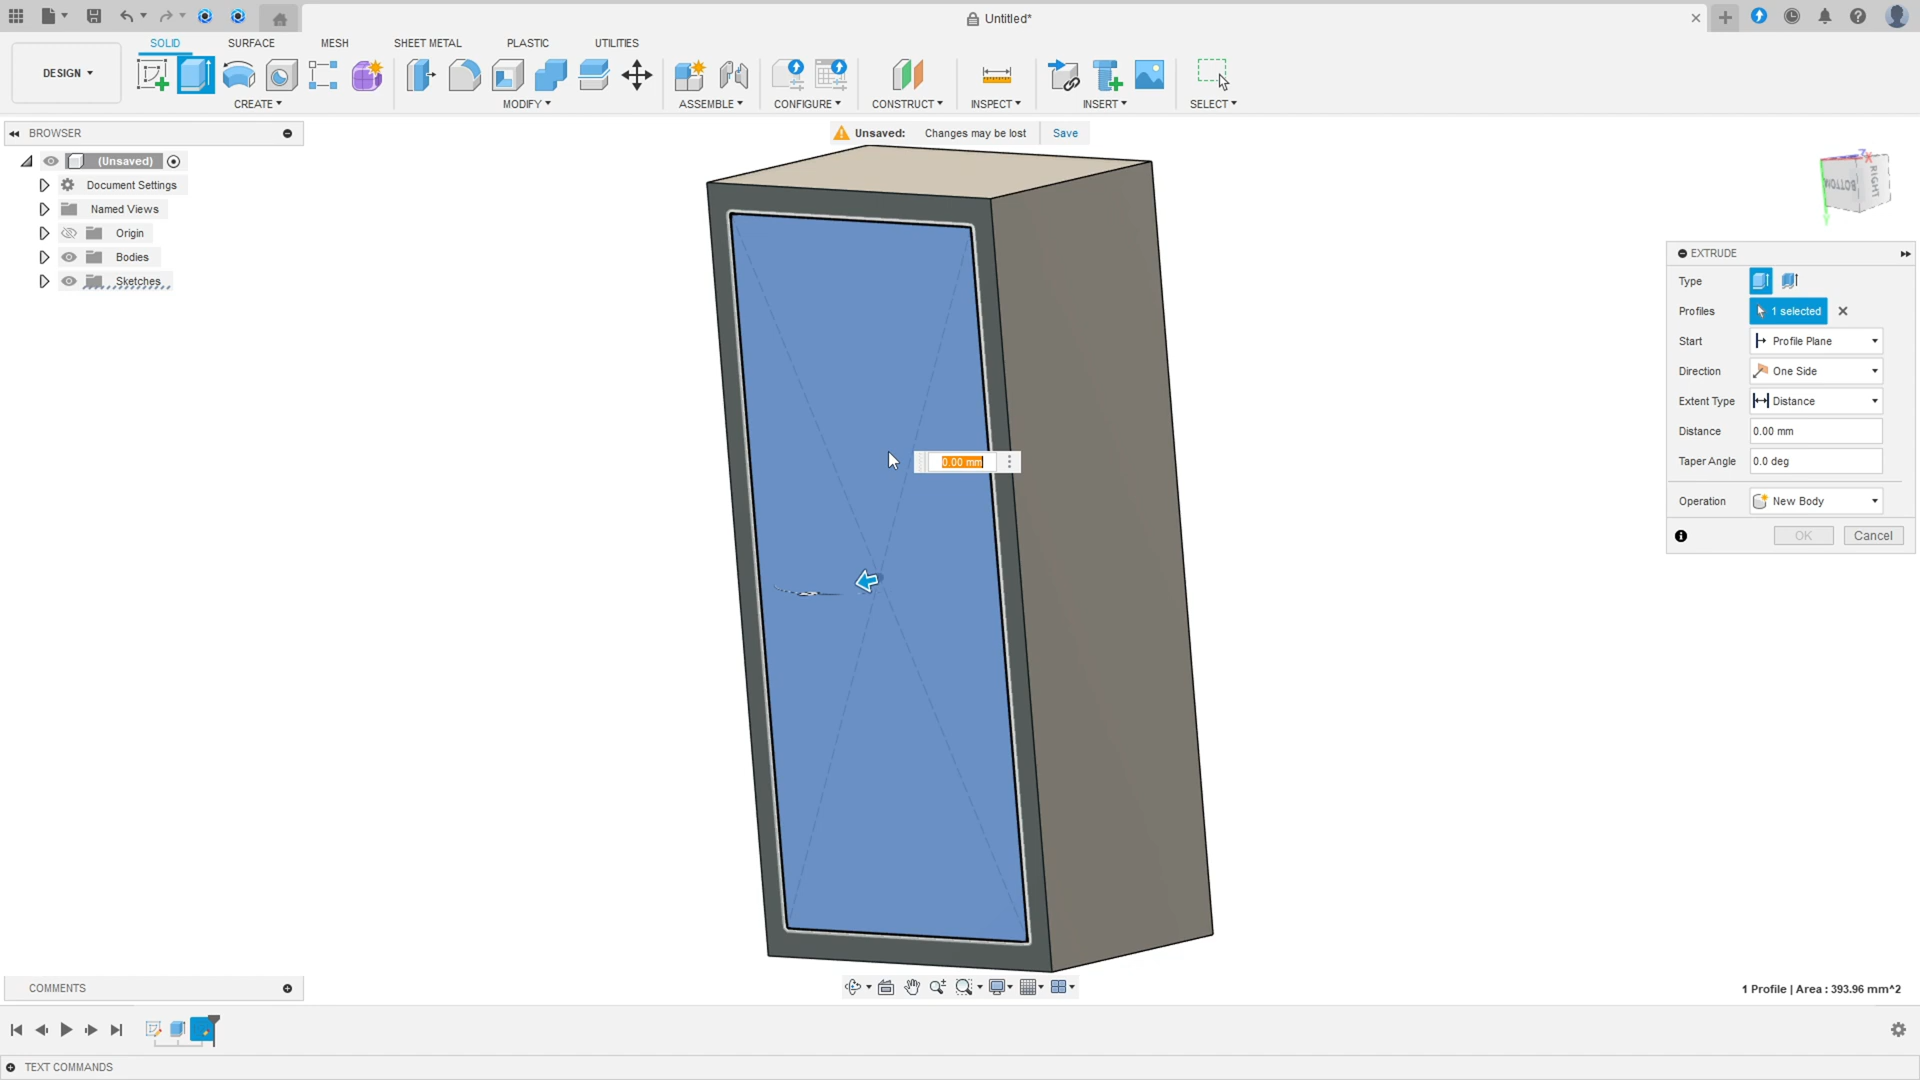 Untitled*
DESIGN
SOLID
SURFACE
MESH
SHEET METAL
PLASTIC
UTILITIES
CREATE
MODIFY
ASSEMBLE
CONFIGURE
CONSTRUCT
INSPECT
INSERT
SELECT
BROWSER
Unsaved: Changes may be lost Save
(Unsaved)
Document Settings
Named Views
Origin
Bodies
Sketches
Z
X
BOTTOM
RIGHT
EXTRUDE
Type
Profiles 1 selected
Start Profile Plane
Direction One Side
Extent Type Distance
Distance 0.00 mm
Taper Angle 0.0 deg
Operation New Body
OK Cancel
0.00 mm
COMMENTS
1 Profile | Area : 393.96 mm^2
TEXT COMMANDS